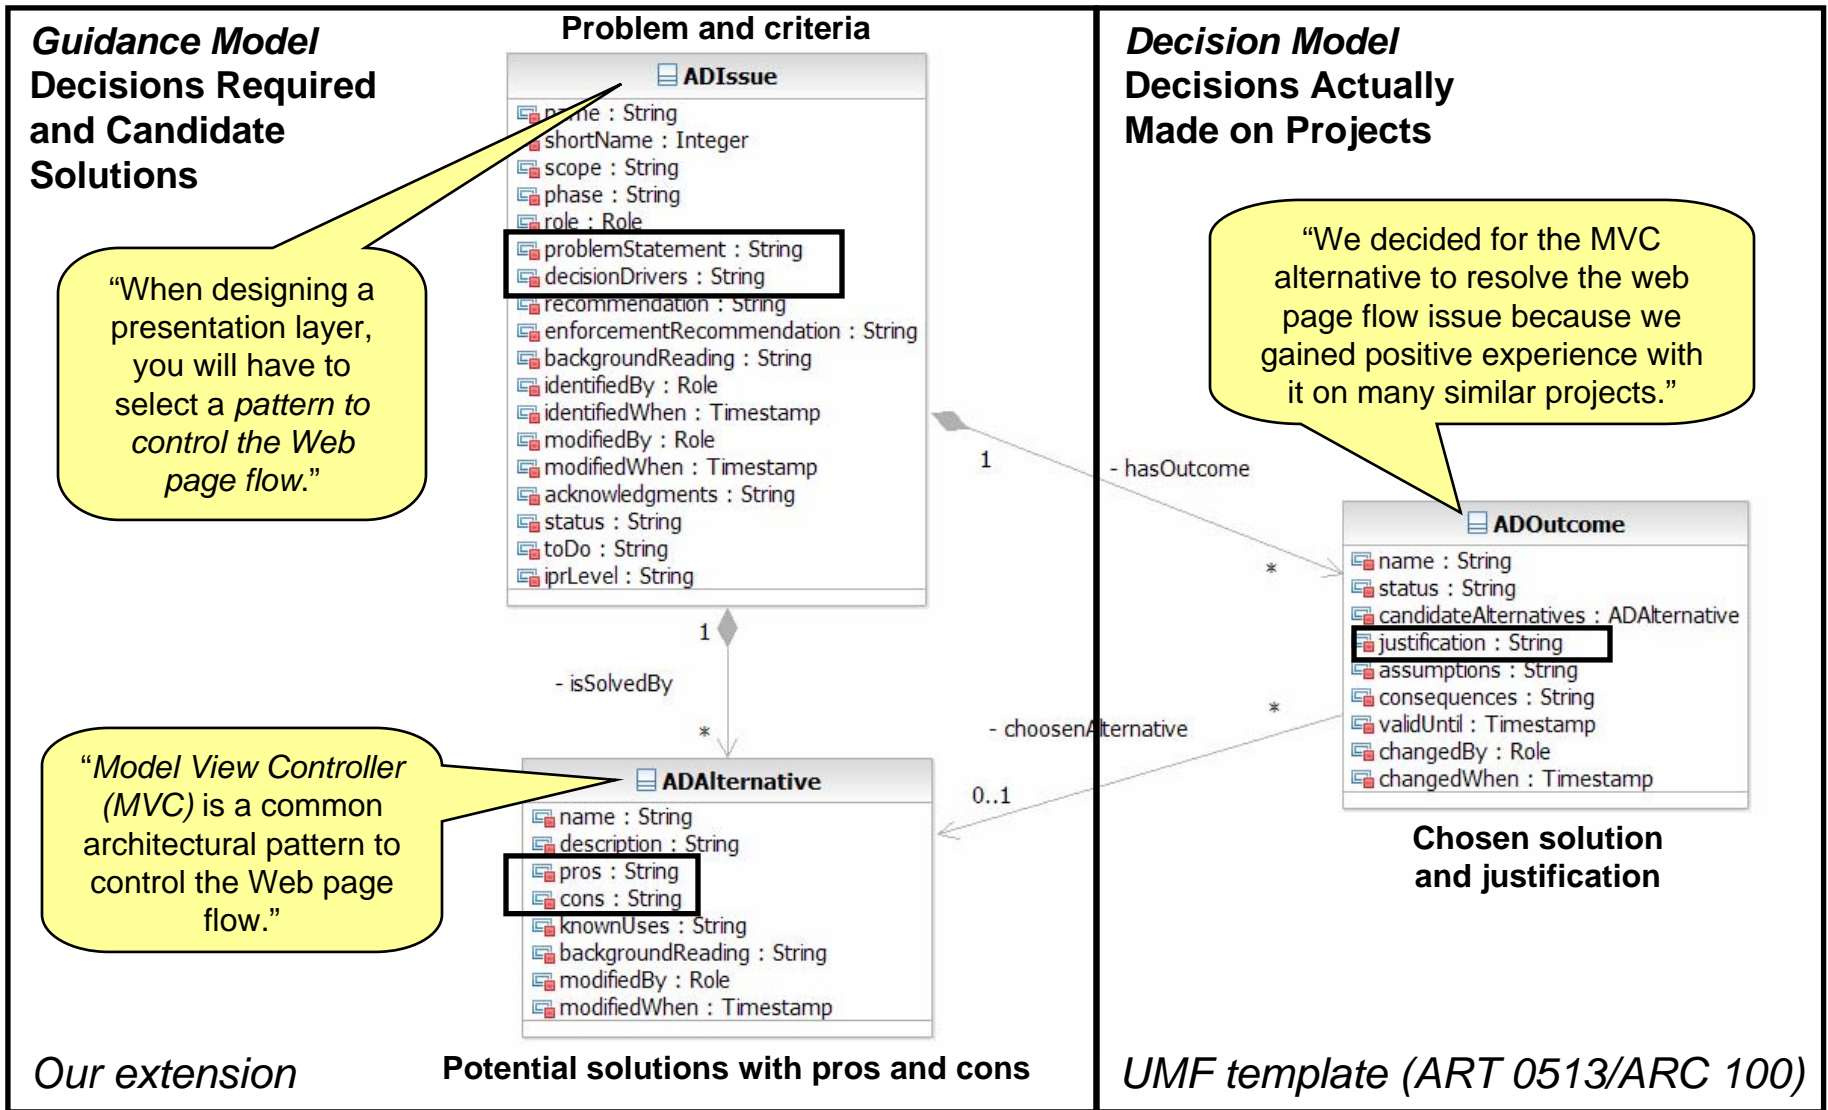 Guidance Model
Decisions Required
and Candidate
Solutions
Problem and criteria
ADIssue
name : String
shortName : Integer
scope : String
phase : String
role : Role
problemStatement : String
decisionDrivers : String
recommendation : String
enforcementRecommendation : String
backgroundReading : String
identifiedBy : Role
identifiedWhen : Timestamp
modifiedBy : Role
modifiedWhen : Timestamp
acknowledgments : String
status : String
toDo : String
iprLevel : String
“When designing a
presentation layer,
you will have to
select a pattern to
control the Web
page flow.”
1
- isSolvedBy
*
“Model View Controller
(MVC) is a common
architectural pattern to
control the Web page
flow.”
ADAlternative
name : String
description : String
pros : String
cons : String
knownUses : String
backgroundReading : String
modifiedBy : Role
modifiedWhen : Timestamp
Our extension
Potential solutions with pros and cons
1
- hasOutcome
*
- choosenAlternative
*
0..1
Decision Model
Decisions Actually
Made on Projects
“We decided for the MVC
alternative to resolve the web
page flow issue because we
gained positive experience with
it on many similar projects.”
ADOutcome
name : String
status : String
candidateAlternatives : ADAlternative
justification : String
assumptions : String
consequences : String
validUntil : Timestamp
changedBy : Role
changedWhen : Timestamp
Chosen solution
and justification
UMF template (ART 0513/ARC 100)